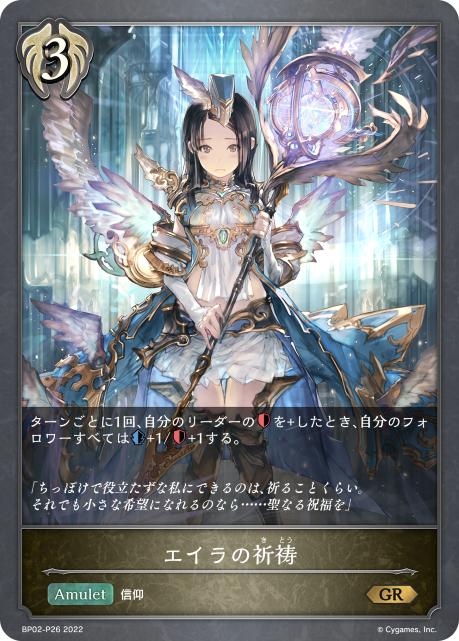 3
ターンごとに1回、自分のリーダーのを+したとき、自分のフォ
ロワーすべては+1/+1する。
「ちっぽけで役立たずな私にできるのは、祈ることくらい。
それでも小さな希望になれるのなら……聖なる祝福を」
きとう
エイラの祈祷
Amulet 信仰
GR
BP02-P26 2022
© Cygames, Inc.